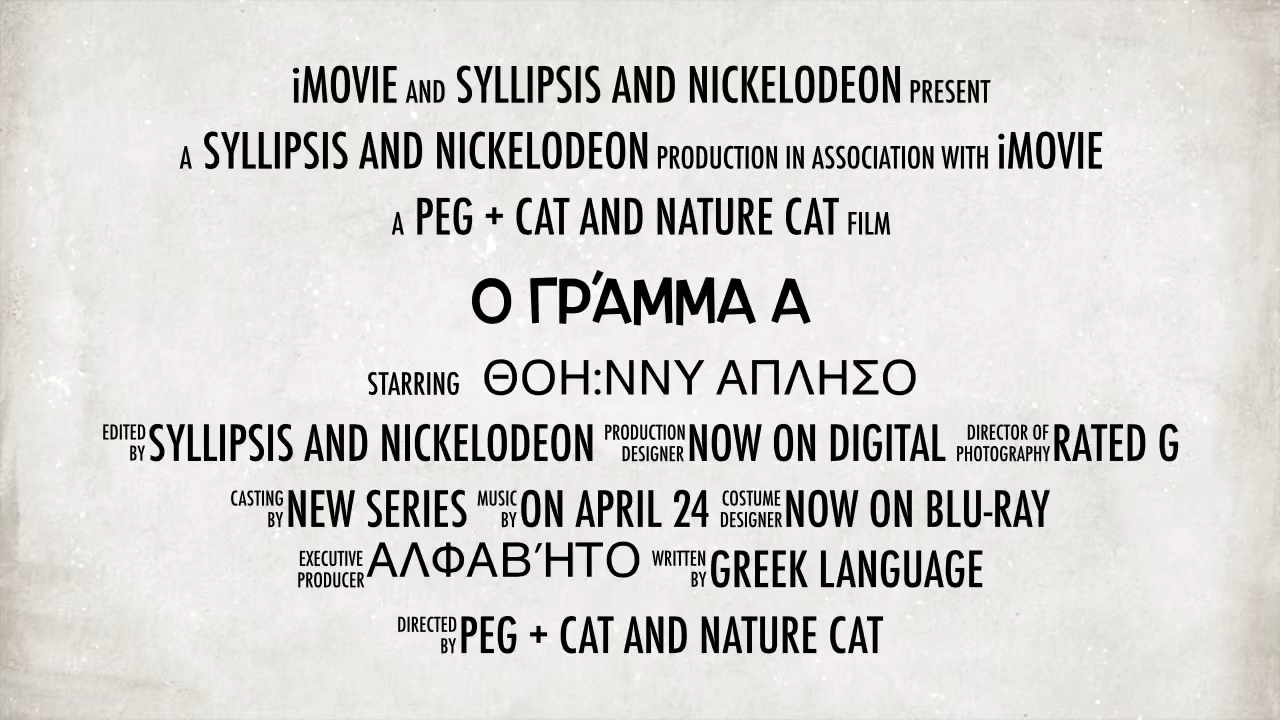 iMOVIE AND SYLLIPSIS AND NICKELODEON PRESENT
A SYLLIPSIS AND NICKELODEON PRODUCTION IN ASSOCIATION WITH iMOVIE
A PEG + CAT AND NATURE CAT FILM
Ο ΓΡΆΜΜΑ Α
STARRING ΘΟΗ:ΝΝΥ ΑΠΛΗΣΟ
EDITED BY SYLLIPSIS AND NICKELODEON PRODUCTION DESIGNER NOW ON DIGITAL DIRECTOR OF PHOTOGRAPHY RATED G
CASTING BY NEW SERIES MUSIC BY ON APRIL 24 COSTUME DESIGNER NOW ON BLU-RAY
EXECUTIVE PRODUCER ΑΛΦΑΒΉΤΟ WRITTEN BY GREEK LANGUAGE
DIRECTED BY PEG + CAT AND NATURE CAT